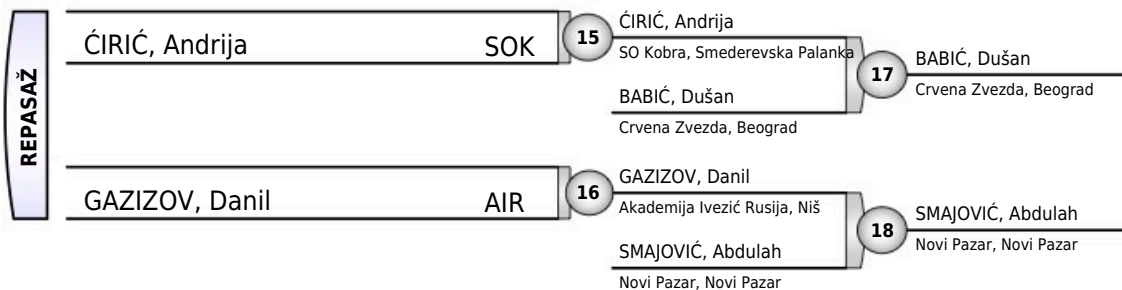 REPASAŽ
ĆIRIĆ, Andrija SOK
15
ĆIRIĆ, Andrija
SO Kobra, Smederevska Palanka
BABIĆ, Dušan
Crvena Zvezda, Beograd
17
BABIĆ, Dušan
Crvena Zvezda, Beograd
GAZIZOV, Danil AIR
16
GAZIZOV, Danil
Akademija Ivezić Rusija, Niš
SMAJOVIĆ, Abdulah
Novi Pazar, Novi Pazar
18
SMAJOVIĆ, Abdulah
Novi Pazar, Novi Pazar